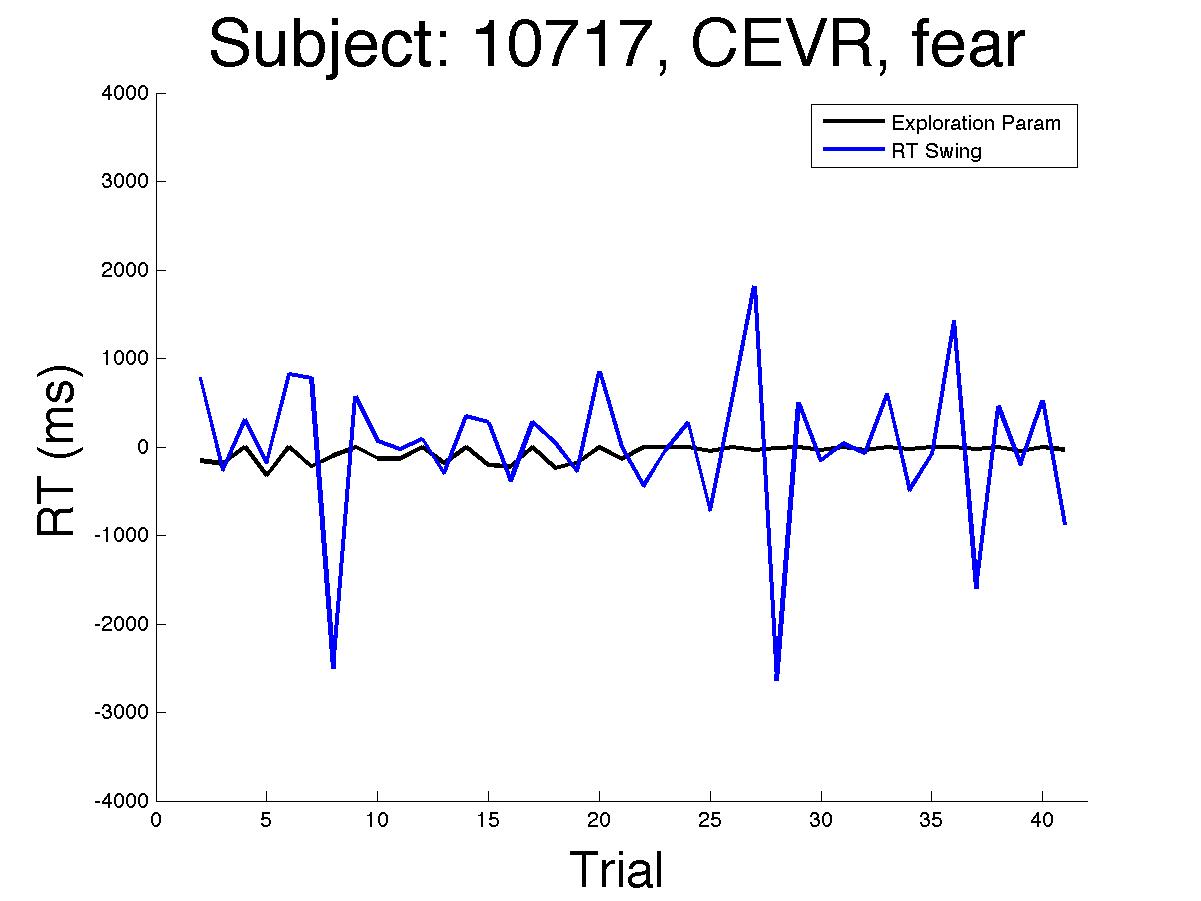 Subject: 10717, CEVR, fear
4000
3000
2000
1000
0
-1000
-2000
-3000
-4000
RT (ms)
Exploration Param
RT Swing
0 5 10 15 20 25 30 35 40
Trial